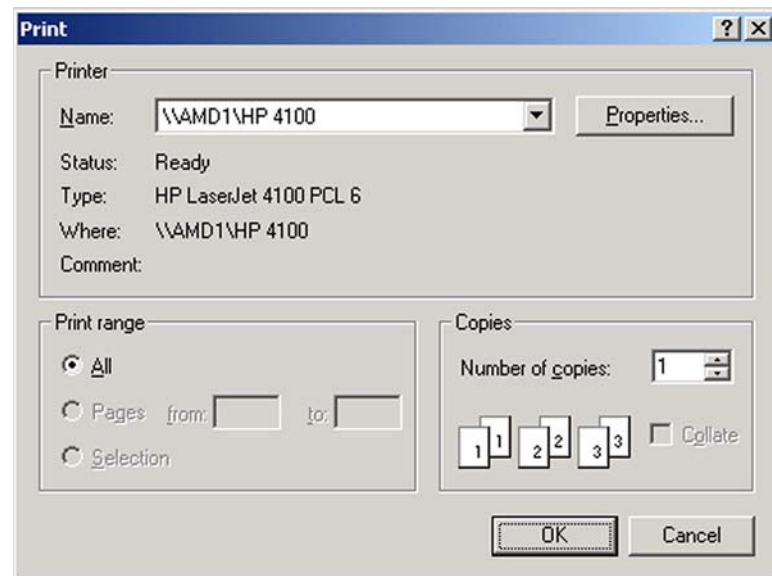 Print
Printer
Name: \\AMD1\HP 4100 Properties...
Status: Ready
Type: HP LaserJet 4100 PCL 6
Where: \\AMD1\HP 4100
Comment:
Print range
All
Pages from: to:
Selection
Copies
Number of copies: 1
1 1 2 2 3 3 Collate
OK Cancel